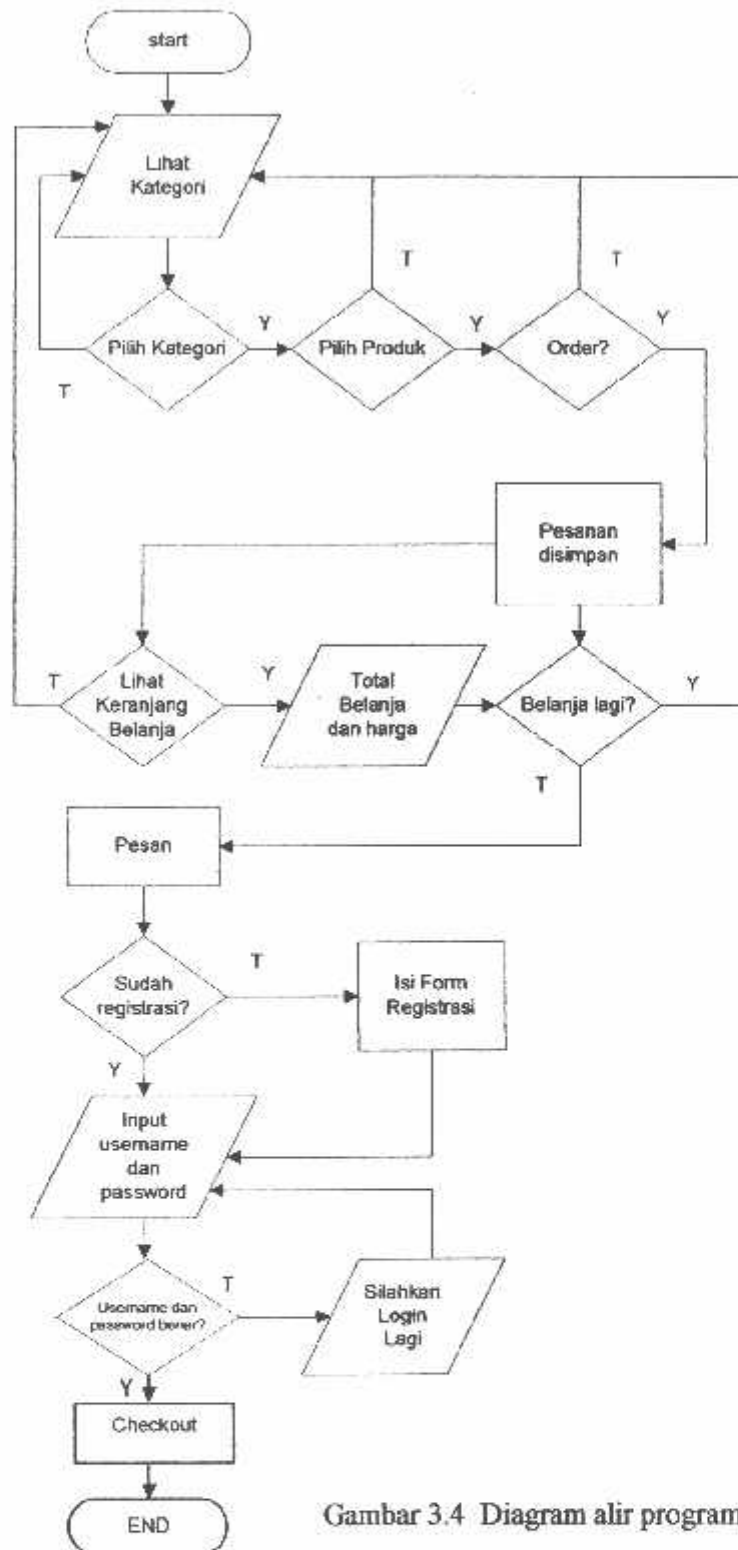 start
Lihat
Kategori
T
T
Pilih Kategori
Y
Pilih Produk
Y
Order?
Y
T
Pesanan
disimpan
T
Lihat
Keranjang
Belanja
Y
Total
Belanja
dan harga
Belanja lagi?
Y
T
Pesan
Sudah
registrasi?
T
Isi Form
Registrasi
Y
Input
username
dan
password
Username dan
password benar?
T
Silahkan
Login
Lagi
Y
Checkout
END
Gambar 3.4 Diagram alir program